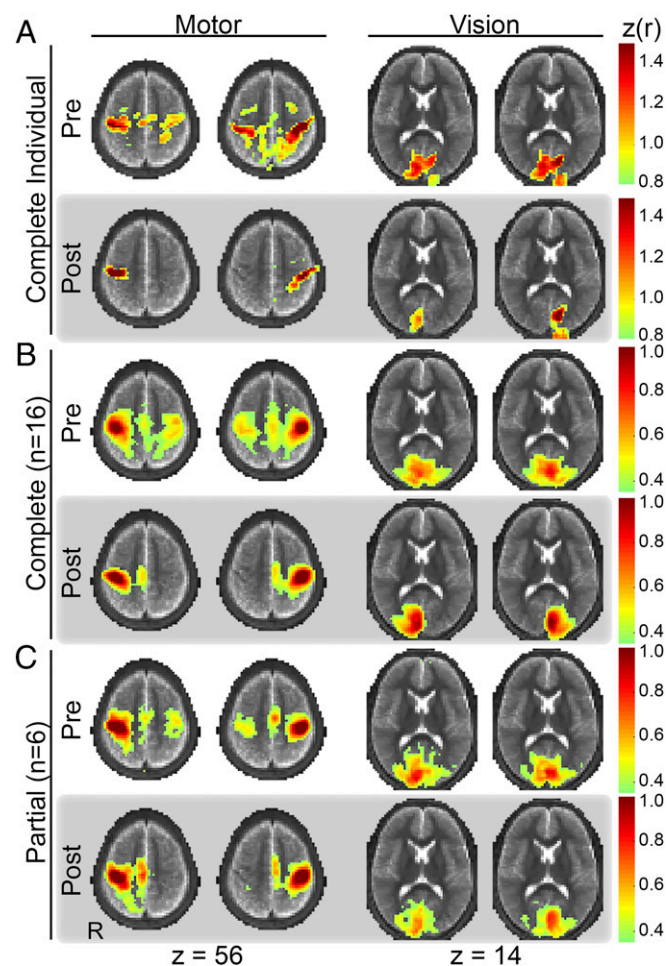 Motor Vision z(r)
A
Complete Individual
Pre
1.4
1.2
1.0
0.8
Post
1.4
1.2
1.0
0.8
B
Complete (n=16)
Pre
1.0
0.8
0.6
0.4
Post
1.0
0.8
0.6
0.4
C
Partial (n=6)
Pre
1.0
0.8
0.6
0.4
Post
1.0
0.8
0.6
0.4
R
z = 56 z = 14